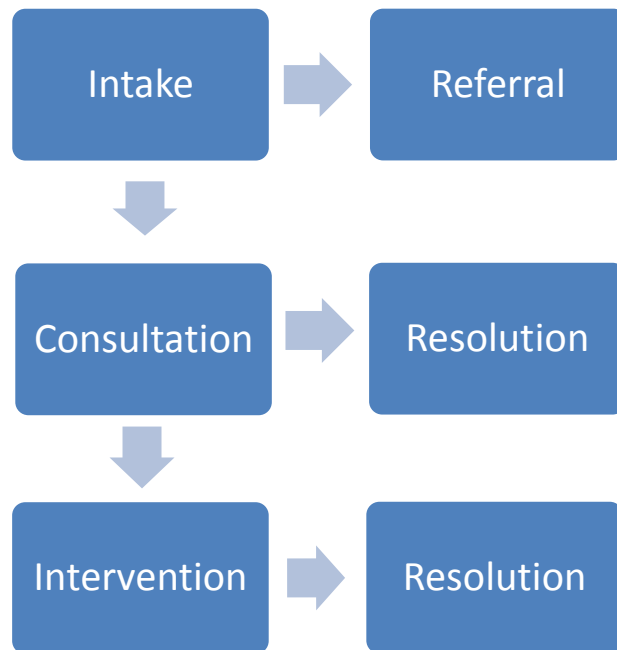 Intake
Referral
Consultation
Resolution
Intervention
Resolution